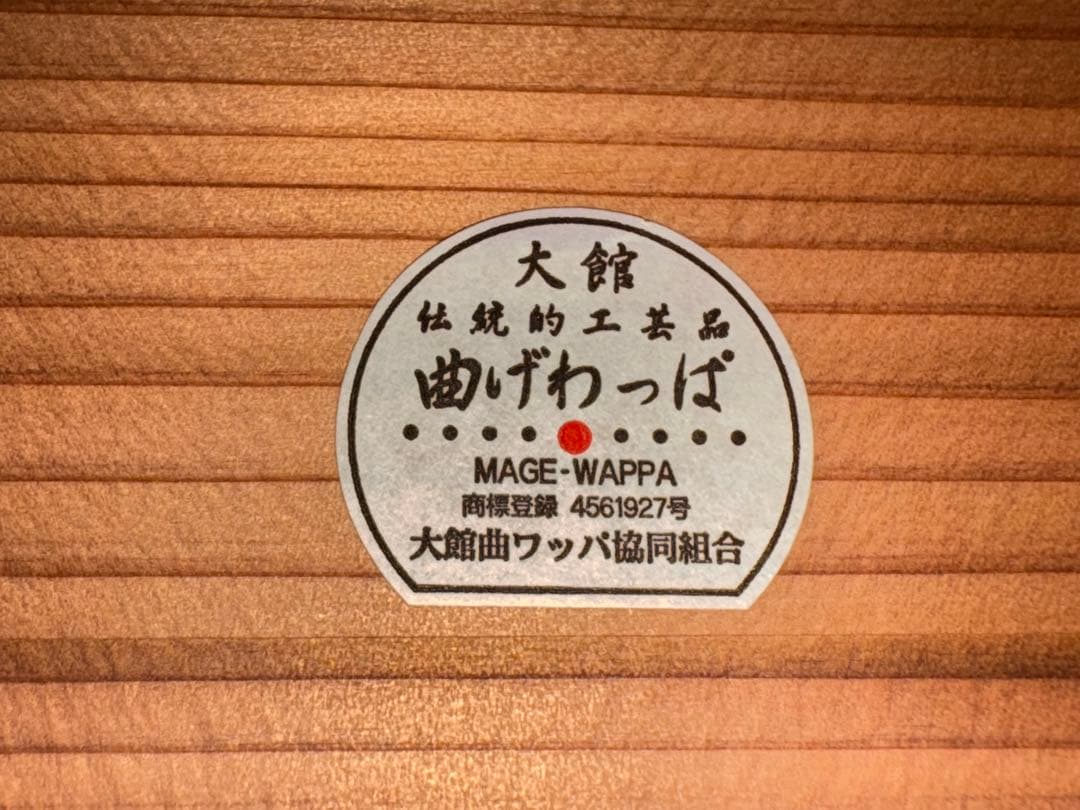 大館
伝統的工芸品
曲げわっぱ
MAGE-WAPPA
商標登録 4561927号
大館曲ワッパ協同組合